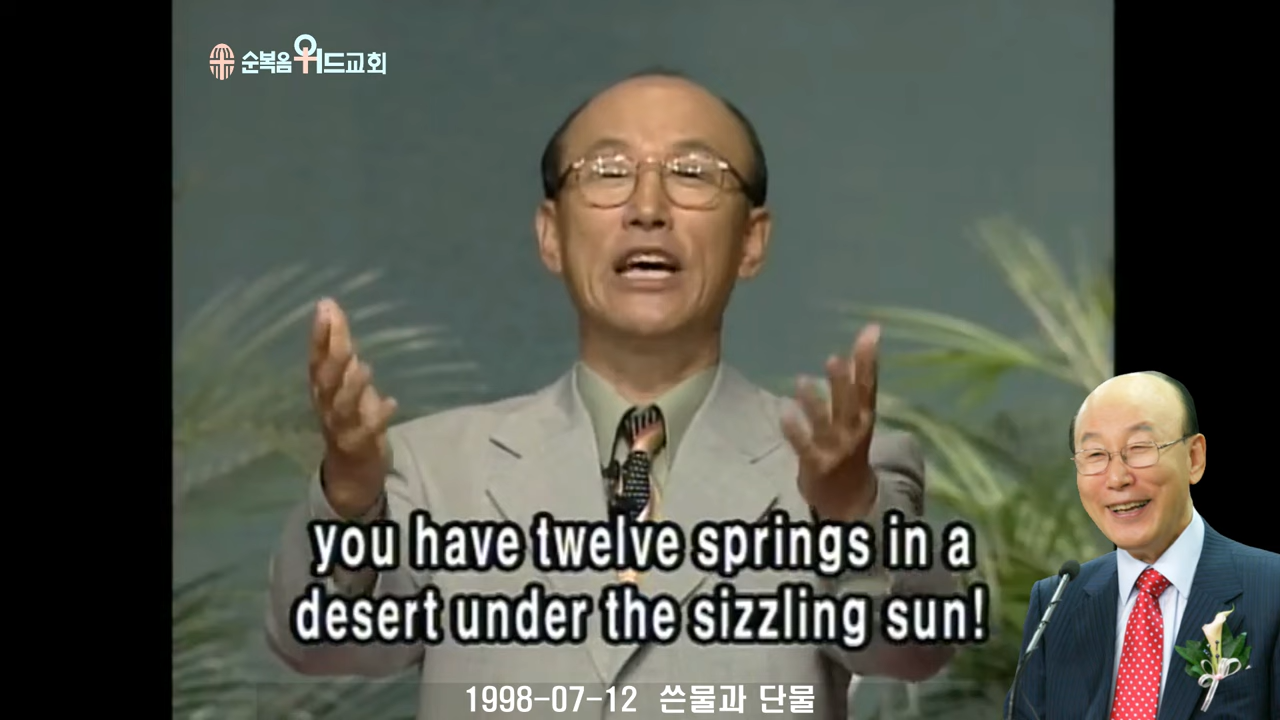 순복음워드교회
you have twelve springs in a
desert under the sizzling sun!
1998-07-12 쓴물과 단물